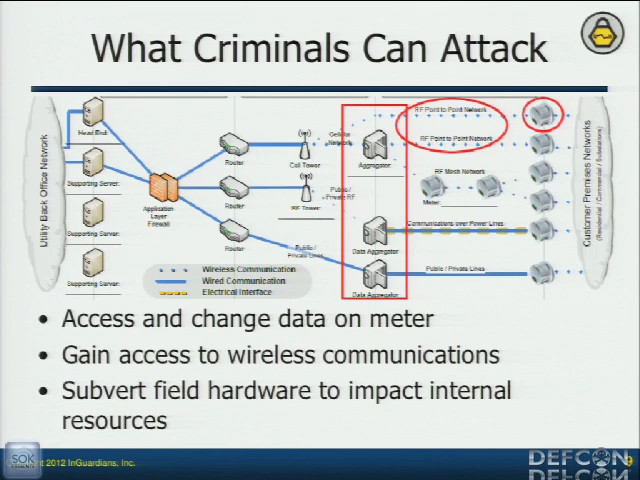 What Criminals Can Attack
Utility Back Office Network
Head End:
Supporting Server:
Supporting Server:
Supporting Server:
Supporting Server:
Application
Layer
Firewall
Router
Router
Router
Cell Tower
RF Tower
Cellular
Network
Public /
Private RF
Public /
Private Lines
Aggregator
Data Aggregator
Data Aggregator
RF Point to Point Network
RF Point to Point Network
RF Mesh Network
Meter:
Communications over Power Lines
Public / Private Lines
Customer Premises Networks
(Residential / Commercial / Substations)
Wireless Communication
Wired Communication
Electrical Interface
• Access and change data on meter
• Gain access to wireless communications
• Subvert field hardware to impact internal
resources
2012 InGuardians, Inc.
SOK
DEFCON
9